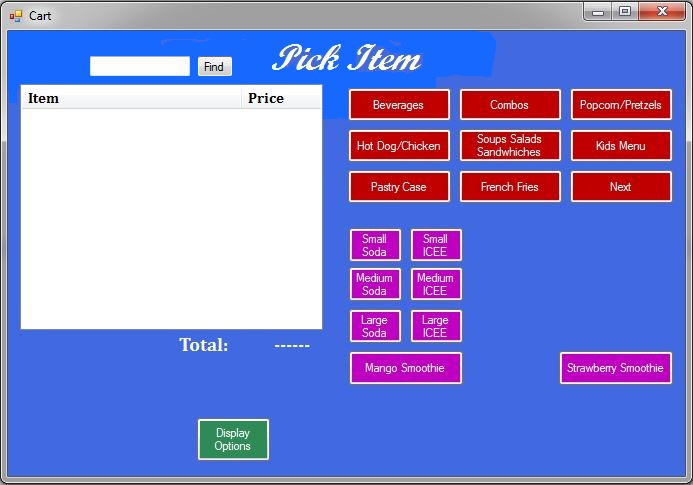 Cart
Pick Item
Find
Item Price
Beverages Combos Popcorn/Pretzels
Hot Dog/Chicken Soups Salads Kids Menu
Sandwhiches
Pastry Case French Fries Next
Small Small
Soda ICEE
Medium Medium
Soda ICEE
Large Large
Soda ICEE
Total: ------
Mango Smoothie Strawberry Smoothie
Display
Options